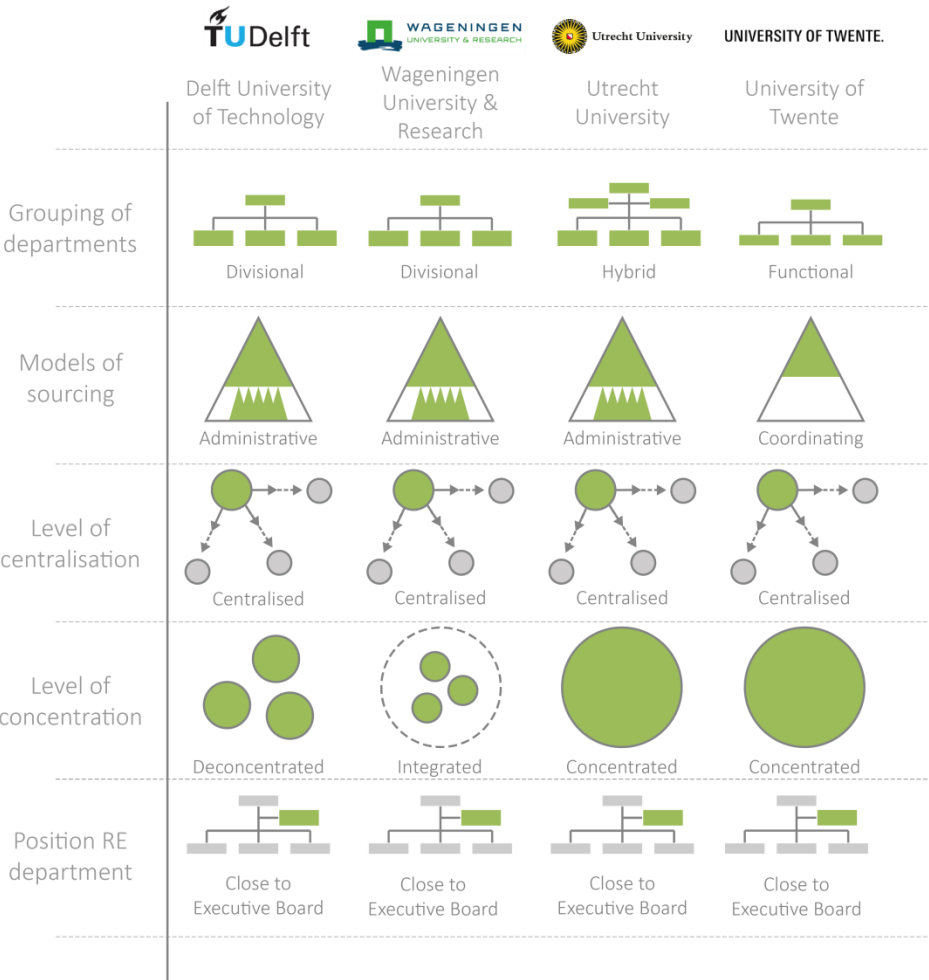 TU Delft
WAGENINGEN
UNIVERSITY & RESEARCH
Utrecht University
UNIVERSITY OF TWENTE.
Delft University
of Technology
Wageningen
University &
Research
Utrecht
University
University of
Twente
Grouping of
departments
Divisional
Divisional
Hybrid
Functional
Models of
sourcing
Administrative
Administrative
Administrative
Coordinating
Level of
centralisation
Centralised
Centralised
Centralised
Centralised
Level of
concentration
Deconcentrated
Integrated
Concentrated
Concentrated
Position RE
department
Close to
Executive Board
Close to
Executive Board
Close to
Executive Board
Close to
Executive Board